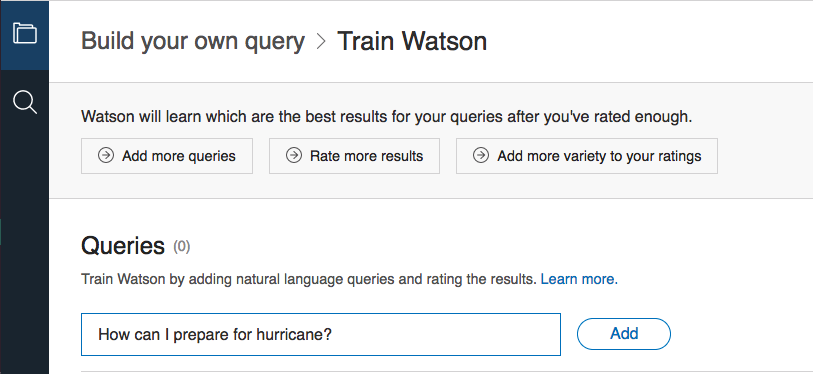 Build your own query > Train Watson
Watson will learn which are the best results for your queries after you've rated enough.
Add more queries
Rate more results
Add more variety to your ratings
Queries (0)
Train Watson by adding natural language queries and rating the results. Learn more.
How can I prepare for hurricane?
Add